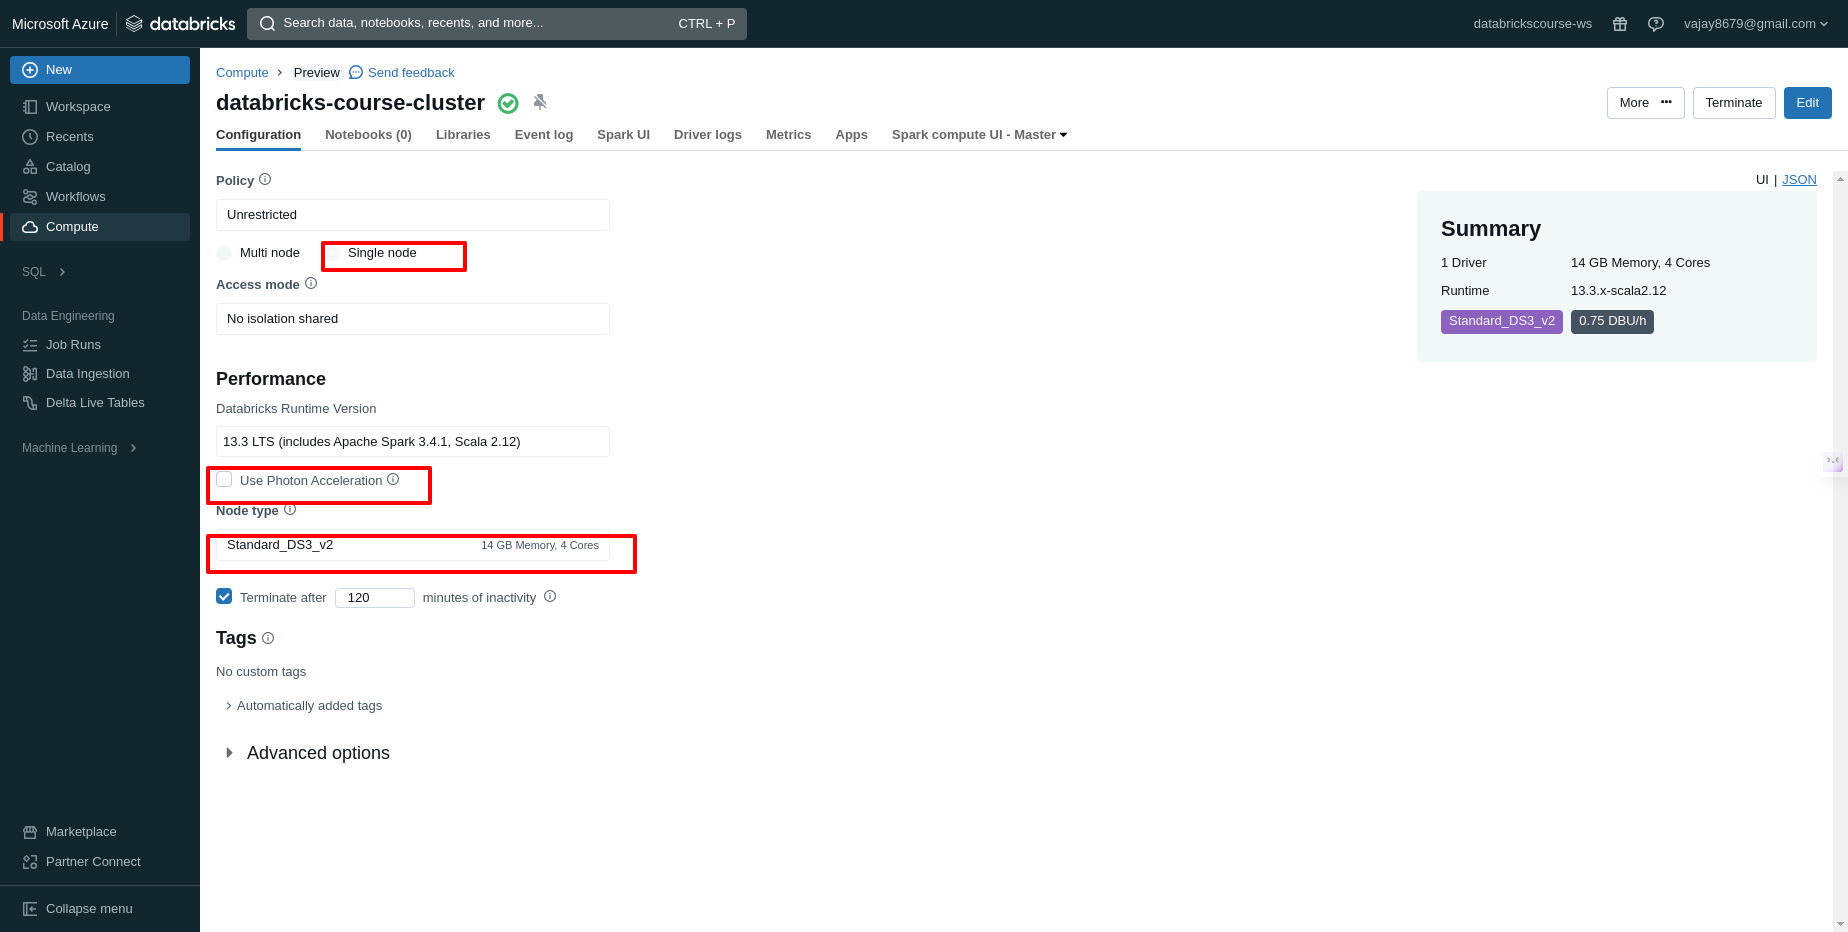 Microsoft Azure databricks Search data, notebooks, recents, and more... CTRL + P databrickscourse-ws vajay8679@gmail.com
New
Workspace
Recents
Catalog
Workflows
Compute
SQL
Data Engineering
Job Runs
Data Ingestion
Delta Live Tables
Machine Learning
Marketplace
Partner Connect
Collapse menu
Compute > Preview Send feedback
databricks-course-cluster
More ··· Terminate Edit
Configuration Notebooks (0) Libraries Event log Spark UI Driver logs Metrics Apps Spark compute UI - Master
UI | JSON
Policy
Unrestricted
Multi node Single node
Access mode
No isolation shared
Performance
Databricks Runtime Version
13.3 LTS (includes Apache Spark 3.4.1, Scala 2.12)
Use Photon Acceleration
Node type
Standard_DS3_v2 14 GB Memory, 4 Cores
Terminate after 120 minutes of inactivity
Tags
No custom tags
Automatically added tags
Advanced options
Summary
1 Driver 14 GB Memory, 4 Cores
Runtime 13.3.x-scala2.12
Standard_DS3_v2 0.75 DBU/h